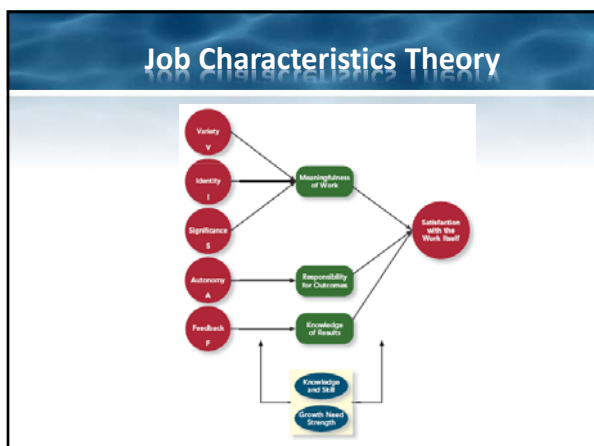 Job Characteristics Theory
Variety
V
Identity
I
Significance
S
Autonomy
A
Feedback
F
Meaningfulness
of Work
Responsibility
for Outcomes
Knowledge
of Results
Satisfaction
with the
Work Itself
Knowledge
and Skill
Growth Need
Strength